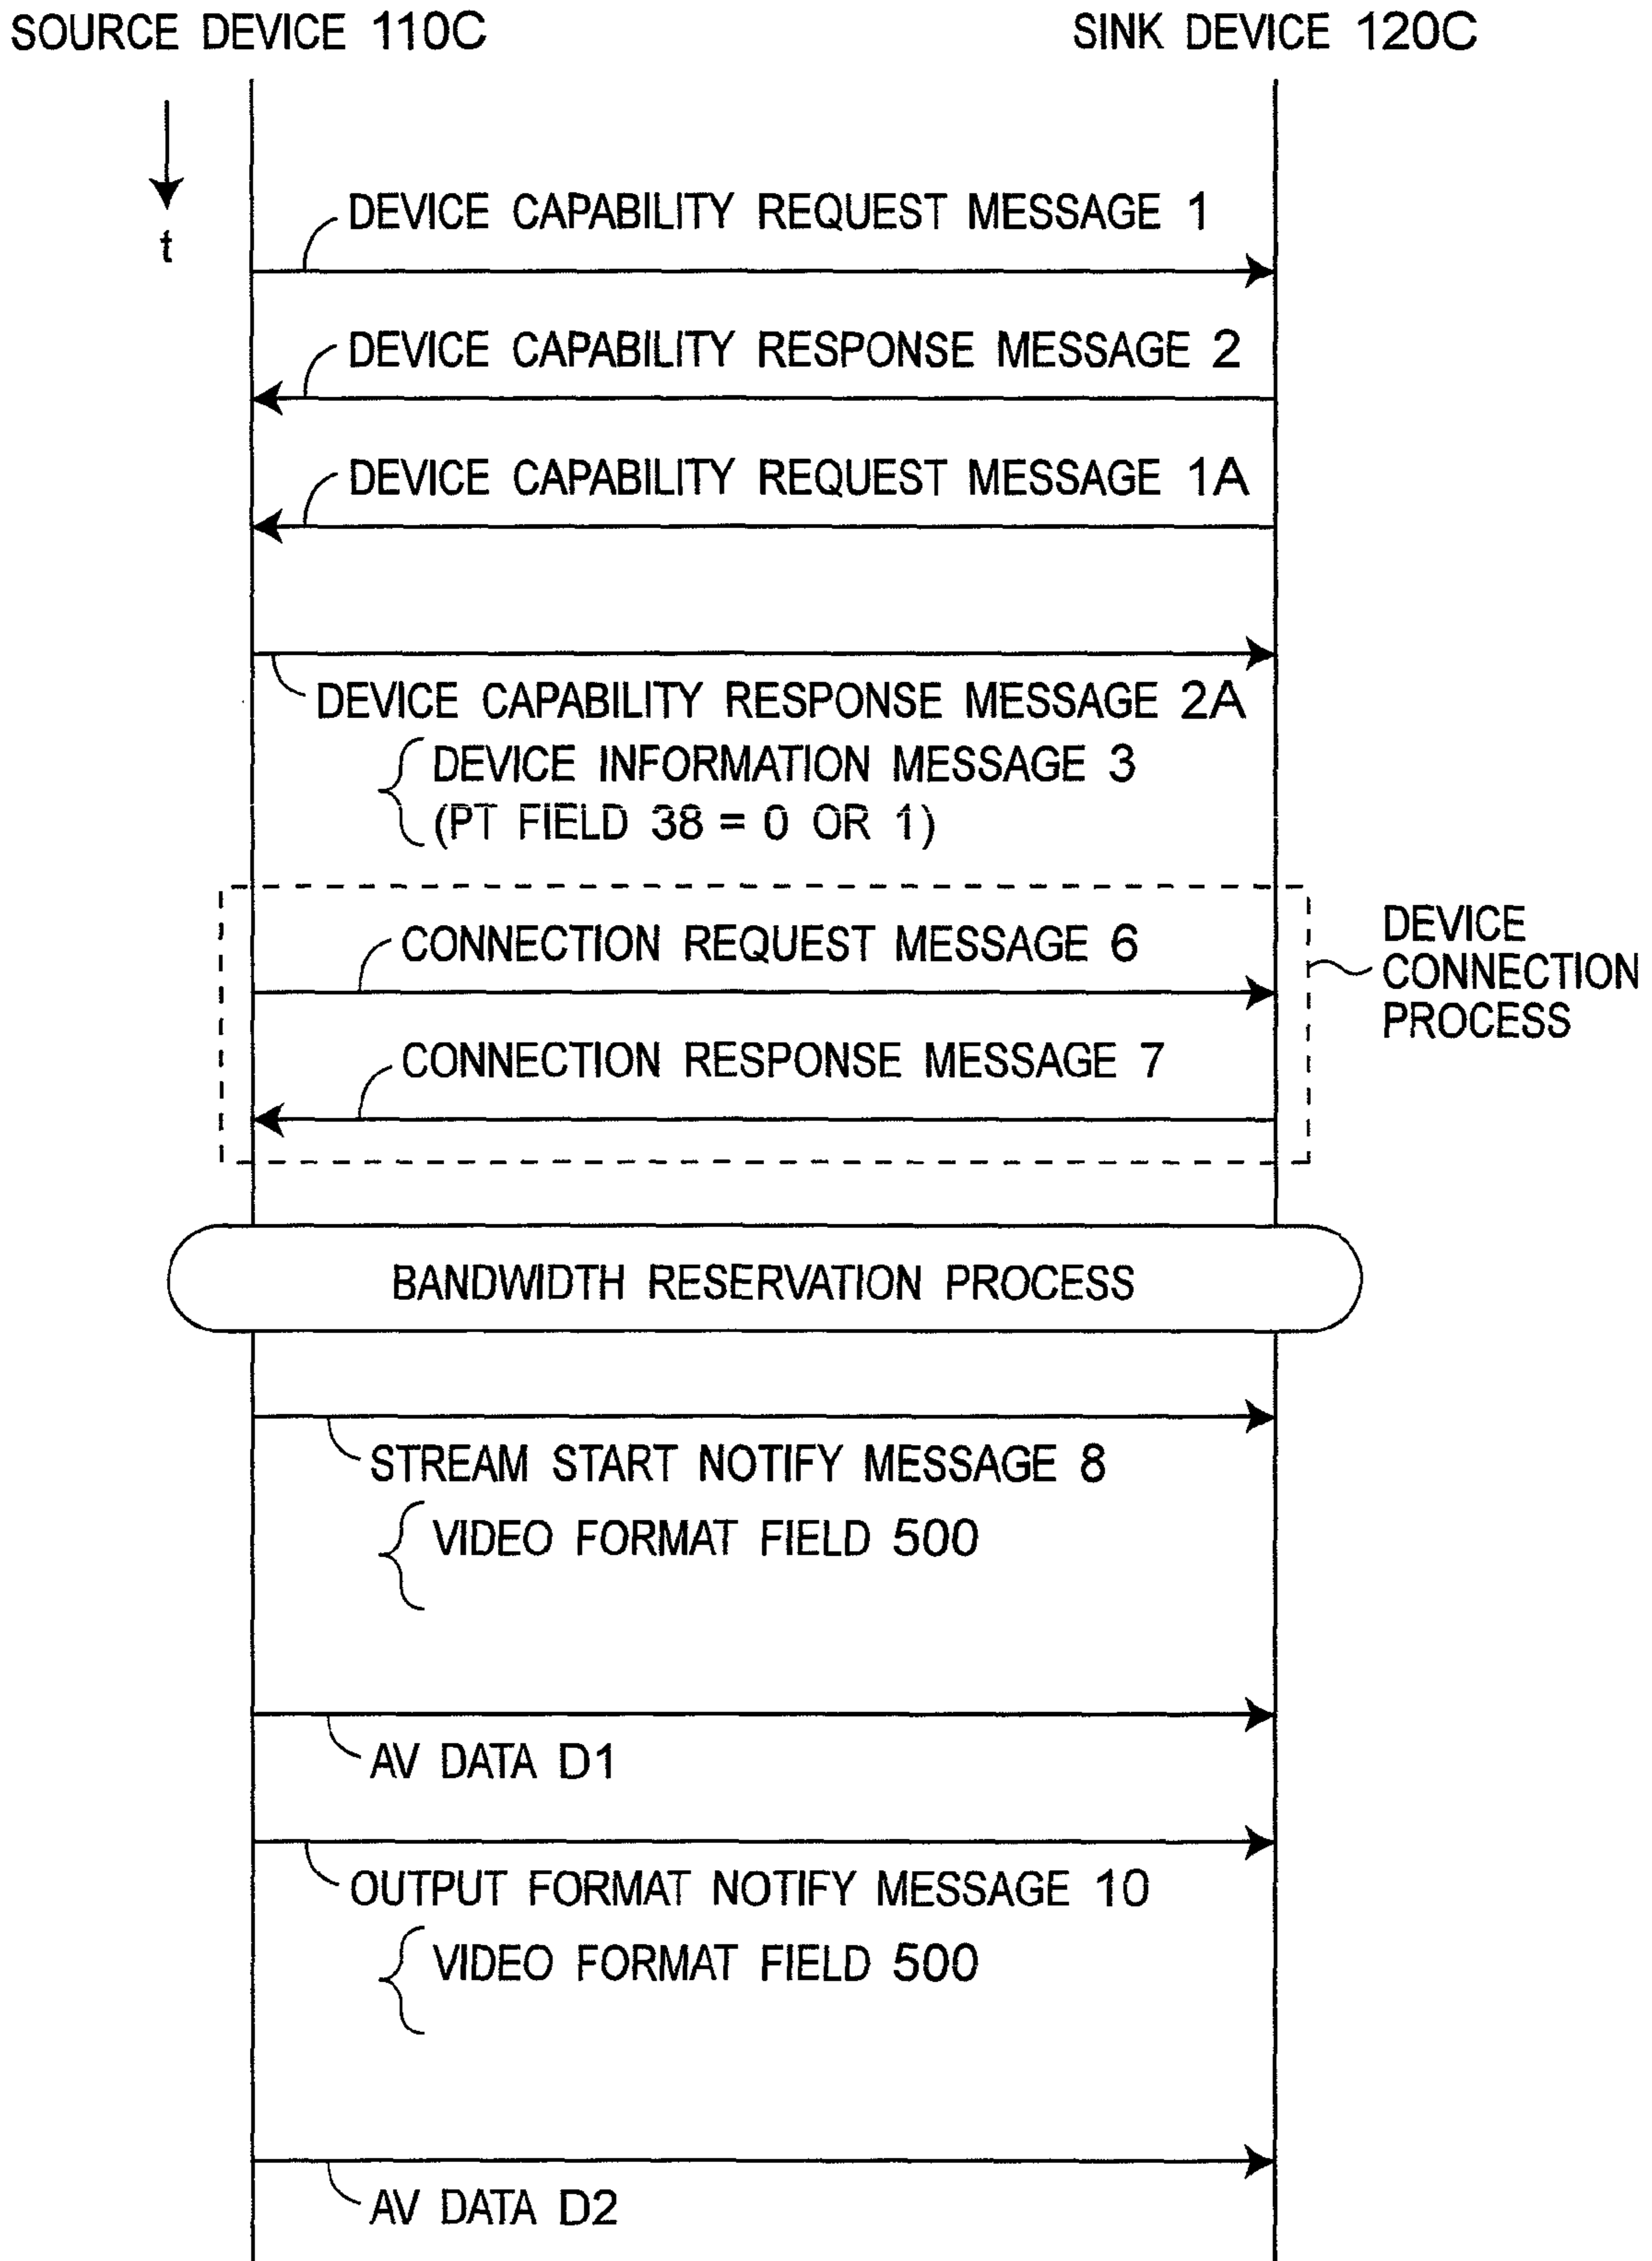 SOURCE DEVICE 110C
SINK DEVICE 120C
t
DEVICE CAPABILITY REQUEST MESSAGE 1
DEVICE CAPABILITY RESPONSE MESSAGE 2
DEVICE CAPABILITY REQUEST MESSAGE 1A
DEVICE CAPABILITY RESPONSE MESSAGE 2A
DEVICE INFORMATION MESSAGE 3
(PT FIELD 38 = 0 OR 1)
CONNECTION REQUEST MESSAGE 6
CONNECTION RESPONSE MESSAGE 7
DEVICE
CONNECTION
PROCESS
BANDWIDTH RESERVATION PROCESS
STREAM START NOTIFY MESSAGE 8
VIDEO FORMAT FIELD 500
AV DATA D1
OUTPUT FORMAT NOTIFY MESSAGE 10
VIDEO FORMAT FIELD 500
AV DATA D2